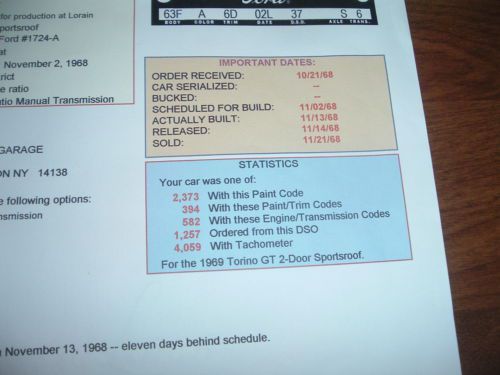 for production at Lorain
portsroof
Ford #1724-A
at
November 2, 1968
trict
e ratio
atio Manual Transmission
GARAGE
ON NY 14138
e following options:
nsmission
Ford
63F A 6D 02L 37 S 6
BODY COLOR TRIM DATE D.S.O. AXLE TRANS.
IMPORTANT DATES:
ORDER RECEIVED: 10/21/68
CAR SERIALIZED: --
BUCKED: --
SCHEDULED FOR BUILD: 11/02/68
ACTUALLY BUILT: 11/13/68
RELEASED: 11/14/68
SOLD: 11/21/68
STATISTICS
Your car was one of:
2,373 With this Paint Code
394 With these Paint/Trim Codes
582 With these Engine/Transmission Codes
1,257 Ordered from this DSO
4,059 With Tachometer
For the 1969 Torino GT 2-Door Sportsroof.
November 13, 1968 -- eleven days behind schedule.